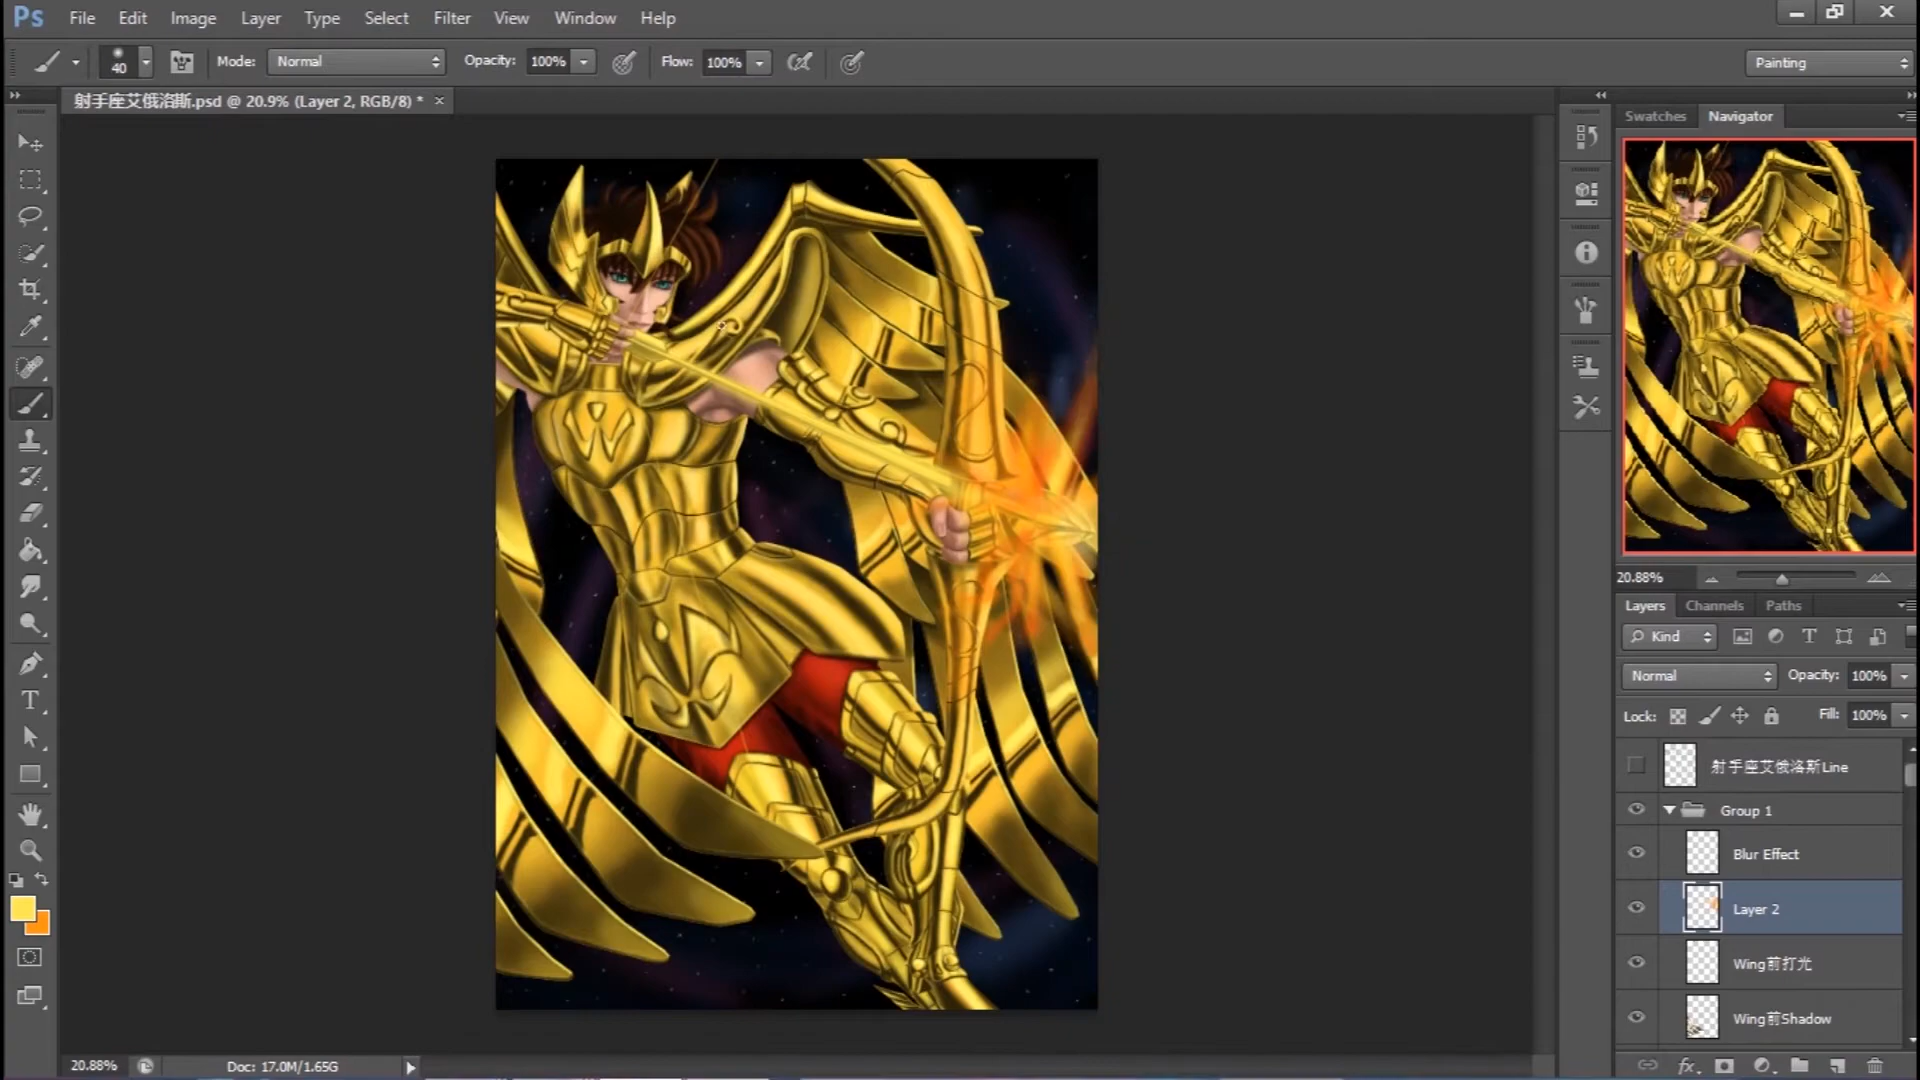 Ps File Edit Image Layer Type Select Filter View Window Help
40 Mode: Normal Opacity: 100% Flow: 100% Painting
射手座艾俄洛斯.psd @ 20.9% (Layer 2, RGB/8) *
Swatches Navigator
20.88%
Layers Channels Paths
Kind
Normal Opacity: 100%
Lock: Fill: 100%
射手座艾俄洛斯Line
Group 1
Blur Effect
Layer 2
Wing前打光
Wing前Shadow
20.88% Doc: 17.0M/1.65G